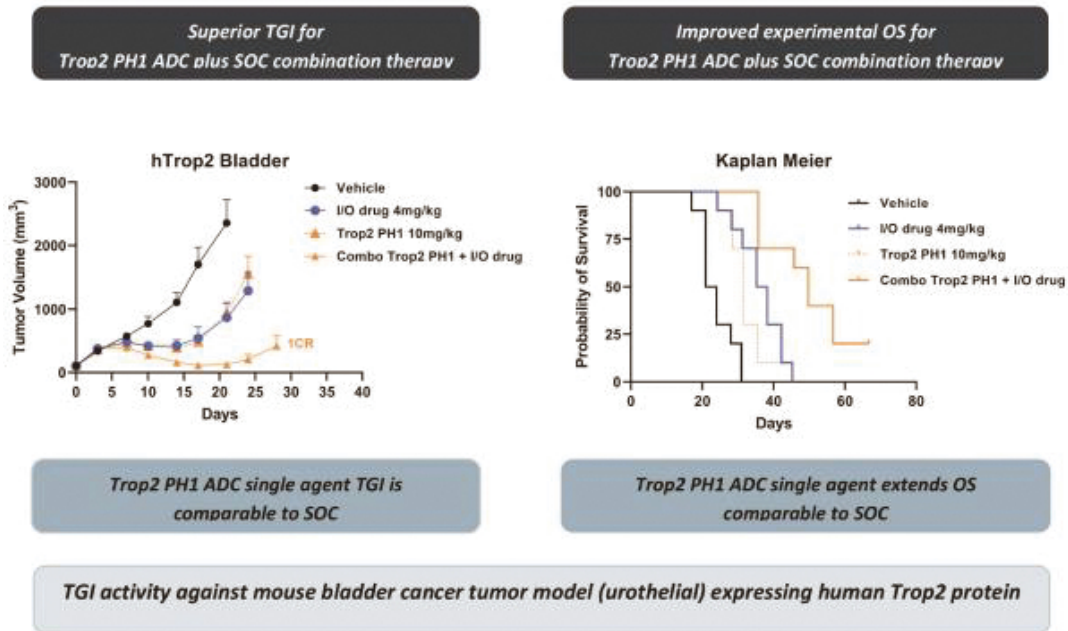 Superior TGI for
Trop2 PH1 ADC plus SOC combination therapy
Improved experimental OS for
Trop2 PH1 ADC plus SOC combination therapy
hTrop2 Bladder
Tumor Volume (mm³)
3000
2000
1000
0
0 5 10 15 20 25 30 35 40
Days
Vehicle
I/O drug 4mg/kg
Trop2 PH1 10mg/kg
Combo Trop2 PH1 + I/O drug
1CR
Kaplan Meier
Probability of Survival
100
75
50
25
0
0 20 40 60 80
Days
Vehicle
I/O drug 4mg/kg
Trop2 PH1 10mg/kg
Combo Trop2 PH1 + I/O drug
Trop2 PH1 ADC single agent TGI is
comparable to SOC
Trop2 PH1 ADC single agent extends OS
comparable to SOC
TGI activity against mouse bladder cancer tumor model (urothelial) expressing human Trop2 protein